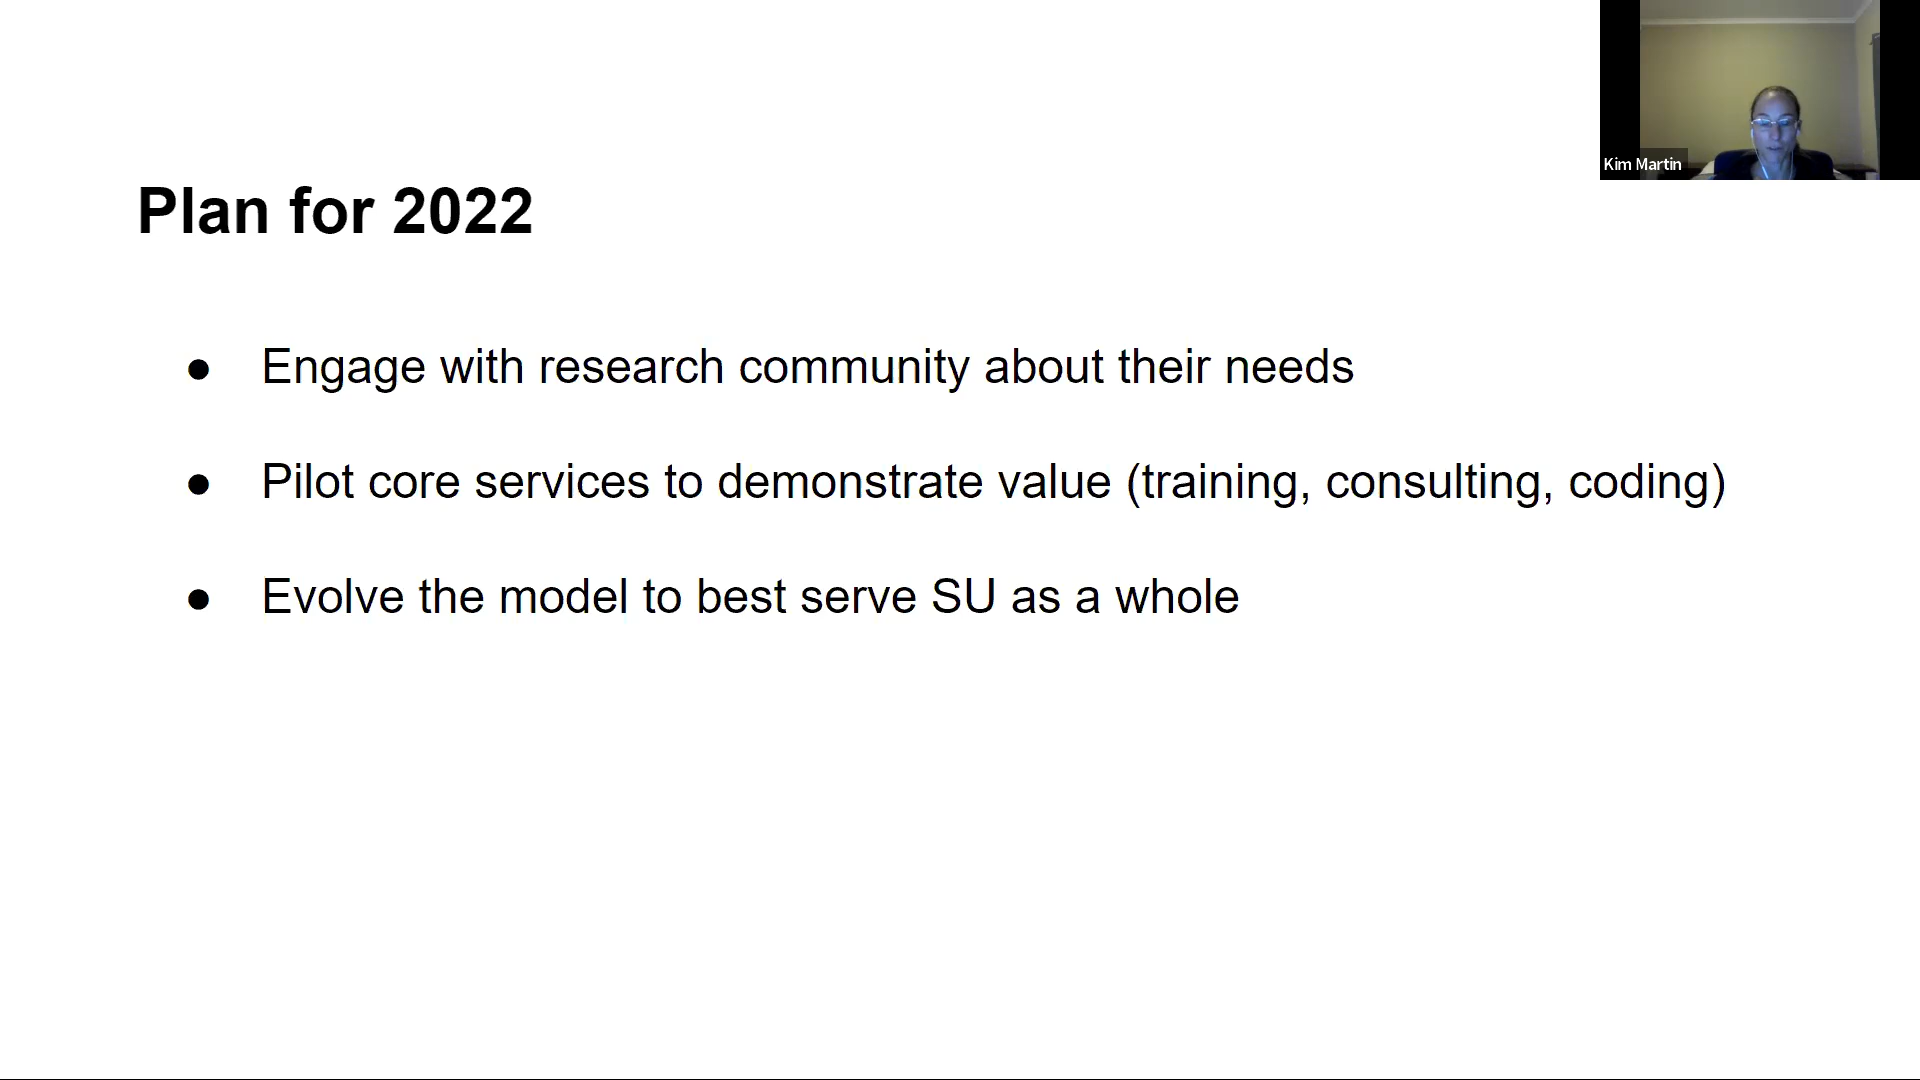 Kim Martin
Plan for 2022
● Engage with research community about their needs
● Pilot core services to demonstrate value (training, consulting, coding)
● Evolve the model to best serve SU as a whole